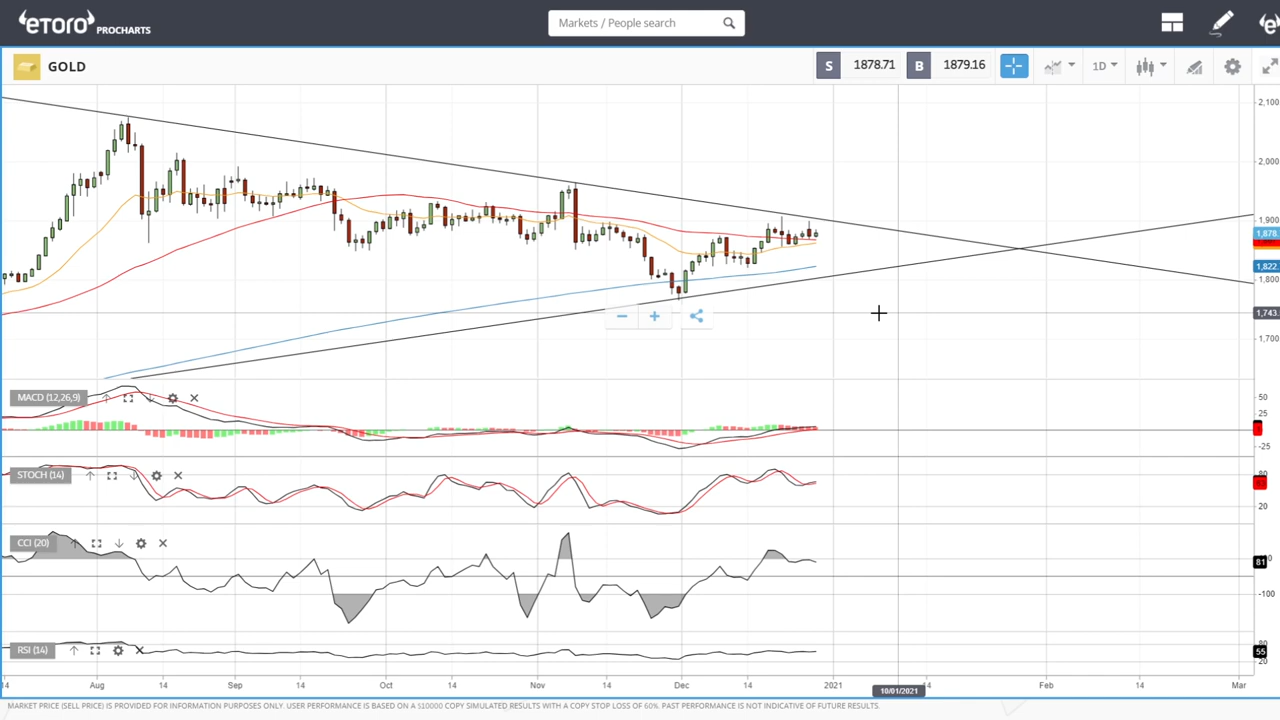 eToro PROCHARTS
Markets / People search
GOLD
S 1878.71 B 1879.16
1D
2,100
2,000
1,900
1,878.
1,822.
1,800
1,743.
1,700
MACD (12,26,9)
50
25
-25
STOCH (14)
80
20
CCI (20)
81
-100
RSI (14)
80
55
20
14 Aug 14 Sep 14 Oct 14 Nov 14 Dec 14 2021 14 Feb 14 Mar
10/01/2021
MARKET PRICE (SELL PRICE) IS PROVIDED FOR INFORMATION PURPOSES ONLY. USER PERFORMANCE IS BASED ON A $10000 COPY SIMULATED RESULTS WITH A COPY STOP LOSS OF 60%. PAST PERFORMANCE IS NOT INDICATIVE OF FUTURE RESULTS.